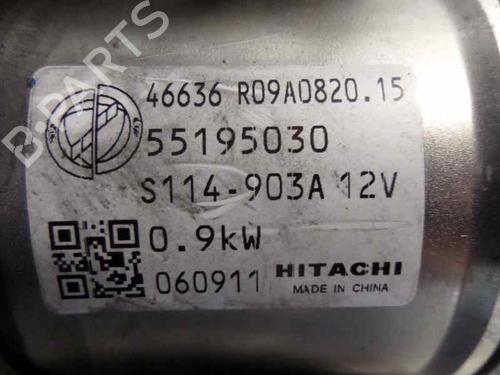 46636 R09A0820.15
55195030
S114-903A 12V
0.9kW
060911 HITACHI
MADE IN CHINA
B-PARTS